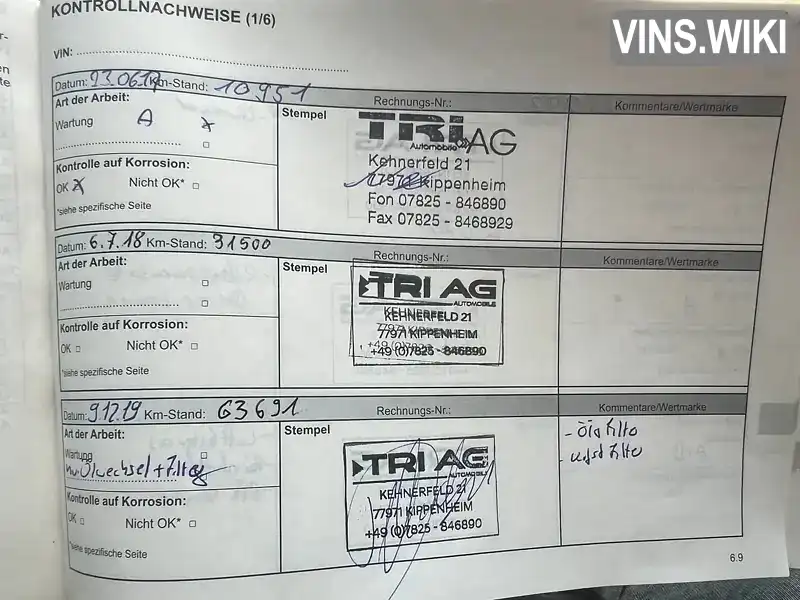 KONTROLLNACHWEISE (1/6)
VINS.WIKI
VIN:
Datum: 23.06.17 Km-Stand: 10951
Rechnungs-Nr.:
Kommentare/Wertmarke
Art der Arbeit:
Wartung A x
Stempel
TRI AG
Automobile
Kehnerfeld 21
77971 Kippenheim
Fon 07825 - 846890
Fax 07825 - 8468929
Kontrolle auf Korrosion:
OK X Nicht OK* □
*siehe spezifische Seite
Datum: 6.7.18 Km-Stand: 31500
Rechnungs-Nr.:
Kommentare/Wertmarke
Art der Arbeit:
Wartung □
□
Stempel
TRI AG
AUTOMOBILE
KEHNERFELD 21
77971 KIPPENHEIM
+49 (0)7825 - 846890
Kontrolle auf Korrosion:
OK □ Nicht OK* □
*siehe spezifische Seite
Datum: 9.12.19 Km-Stand: 63691
Rechnungs-Nr.:
Kommentare/Wertmarke
Art der Arbeit:
Wartung □
Ölwechsel + Filter
Stempel
TRI AG
AUTOMOBILE
KEHNERFELD 21
77971 KIPPENHEIM
+49 (0)7825 - 846890
Kontrolle auf Korrosion:
OK □ Nicht OK* □
*siehe spezifische Seite
6.9